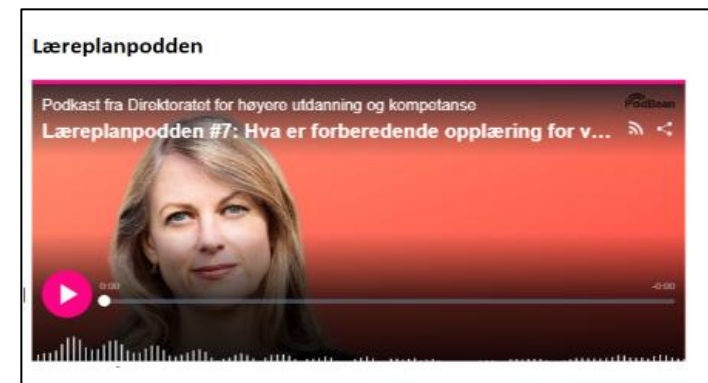 Læreplanpodden
Podkast fra Direktoratet for høyere utdanning og kompetanse
PodBean
Læreplanpodden #7: Hva er forberedende opplæring for v...
0:00
-0:00